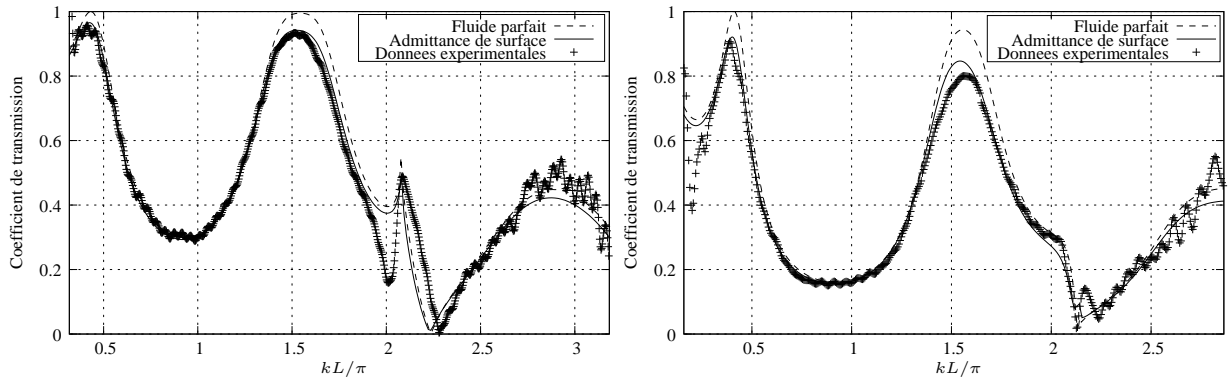 Fluide parfait
Admittance de surface
Donnees experimentales
Coefficient de transmission
1
0.8
0.6
0.4
0.2
0
0.5
1
1.5
2
2.5
3
kL/π
Fluide parfait
Admittance de surface
Donnees experimentales
Coefficient de transmission
1
0.8
0.6
0.4
0.2
0
0.5
1
1.5
2
2.5
kL/π